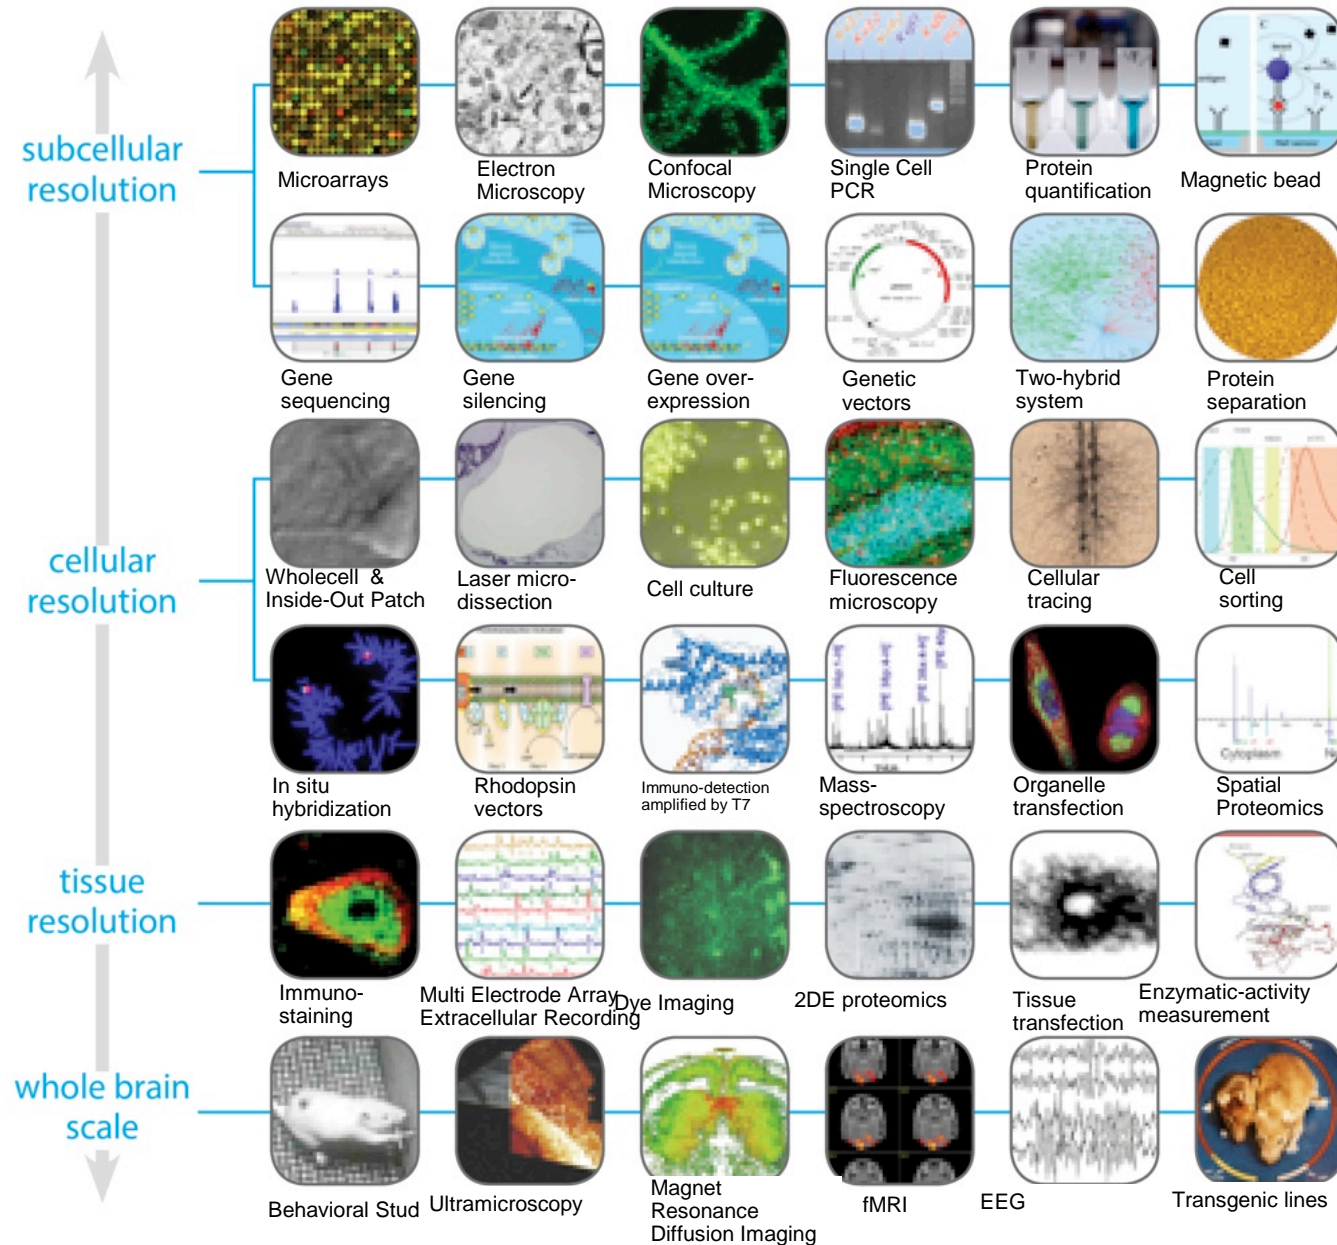 subcellular
resolution
Microarrays
Electron
Microscopy
Confocal
Microscopy
Single Cell
PCR
Protein
quantification
Magnetic bead
Gene
sequencing
Gene
silencing
Gene over-
expression
Genetic
vectors
Two-hybrid
system
Protein
separation
cellular
resolution
Wholecell &
Inside-Out Patch
Laser micro-
dissection
Cell culture
Fluorescence
microscopy
Cellular
tracing
Cell
sorting
Cytoplasm
In situ
hybridization
Rhodopsin
vectors
Immuno-detection
amplified by T7
Mass-
spectroscopy
Organelle
transfection
Spatial
Proteomics
tissue
resolution
Immuno-
staining
Multi Electrode Array
Extracellular Recording
Dye Imaging
2DE proteomics
Tissue
transfection
Enzymatic-activity
measurement
whole brain
scale
Behavioral Stud
Ultramicroscopy
Magnet
Resonance
Diffusion Imaging
fMRI
EEG
Transgenic lines